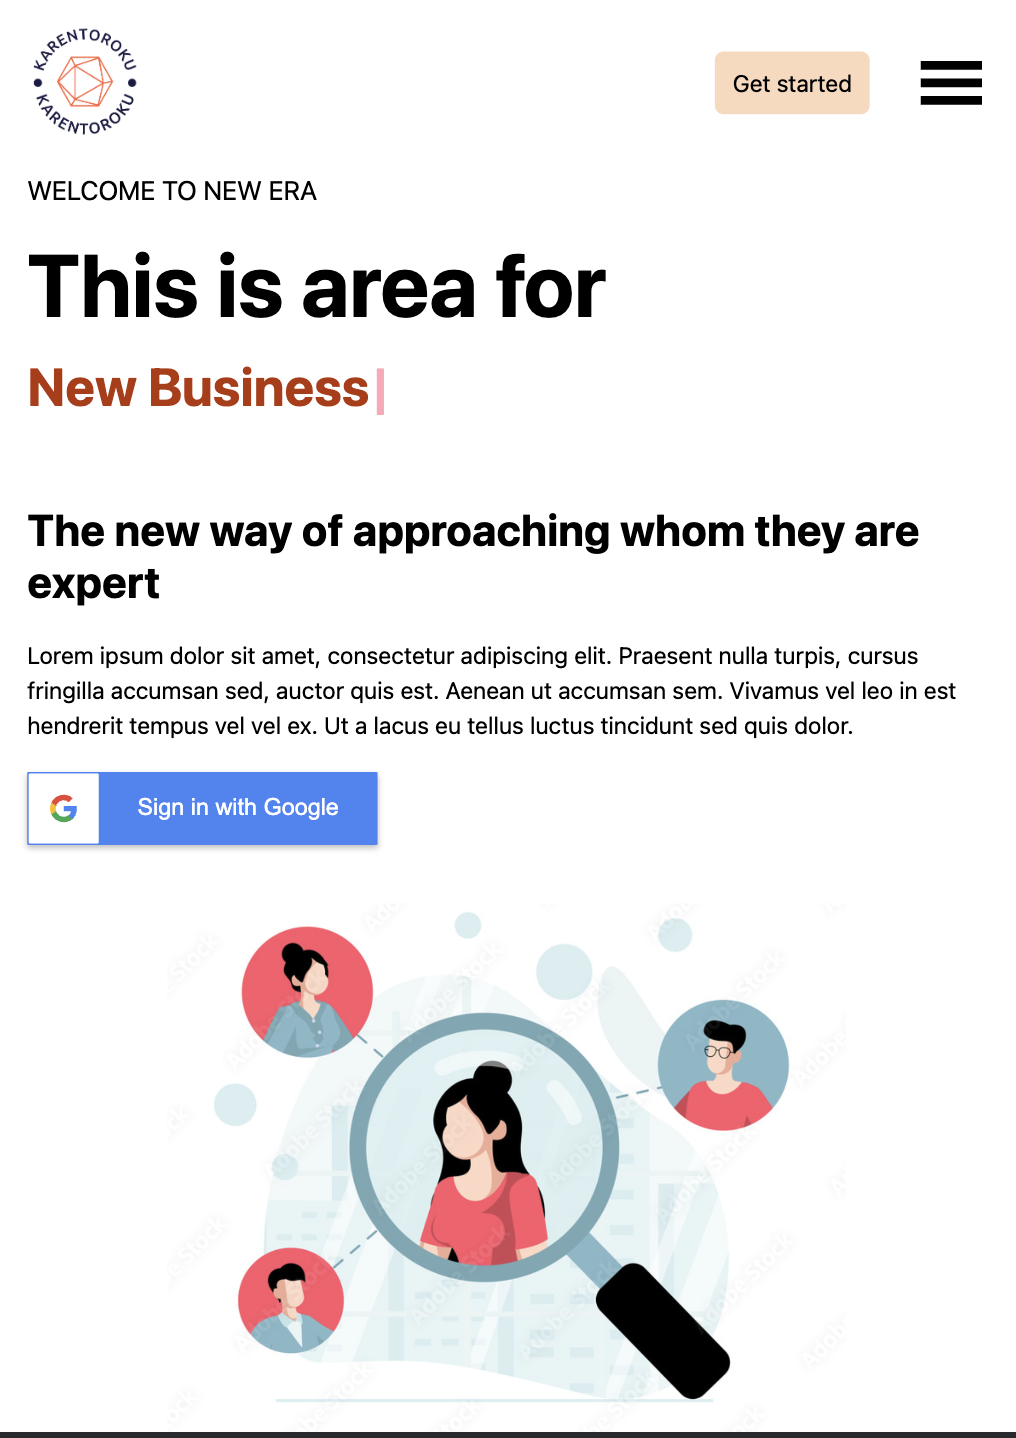 KARENTOROKU
KARENTOROKU
Get started
WELCOME TO NEW ERA
This is area for
New Business
The new way of approaching whom they are
expert
Lorem ipsum dolor sit amet, consectetur adipiscing elit. Praesent nulla turpis, cursus
fringilla accumsan sed, auctor quis est. Aenean ut accumsan sem. Vivamus vel leo in est
hendrerit tempus vel vel ex. Ut a lacus eu tellus luctus tincidunt sed quis dolor.
G
Sign in with Google
Adobe Stock